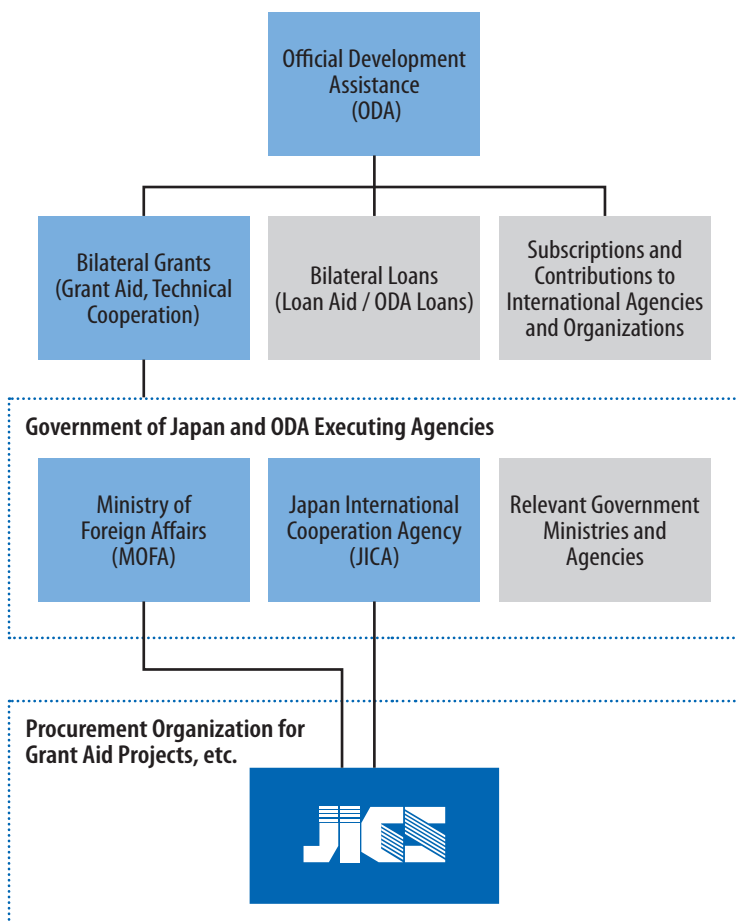 Official Development
Assistance
(ODA)
Bilateral Grants
(Grant Aid, Technical
Cooperation)
Bilateral Loans
(Loan Aid / ODA Loans)
Subscriptions and
Contributions to
International Agencies
and Organizations
Government of Japan and ODA Executing Agencies
Ministry of
Foreign Affairs
(MOFA)
Japan International
Cooperation Agency
(JICA)
Relevant Government
Ministries and
Agencies
Procurement Organization for
Grant Aid Projects, etc.
JICS